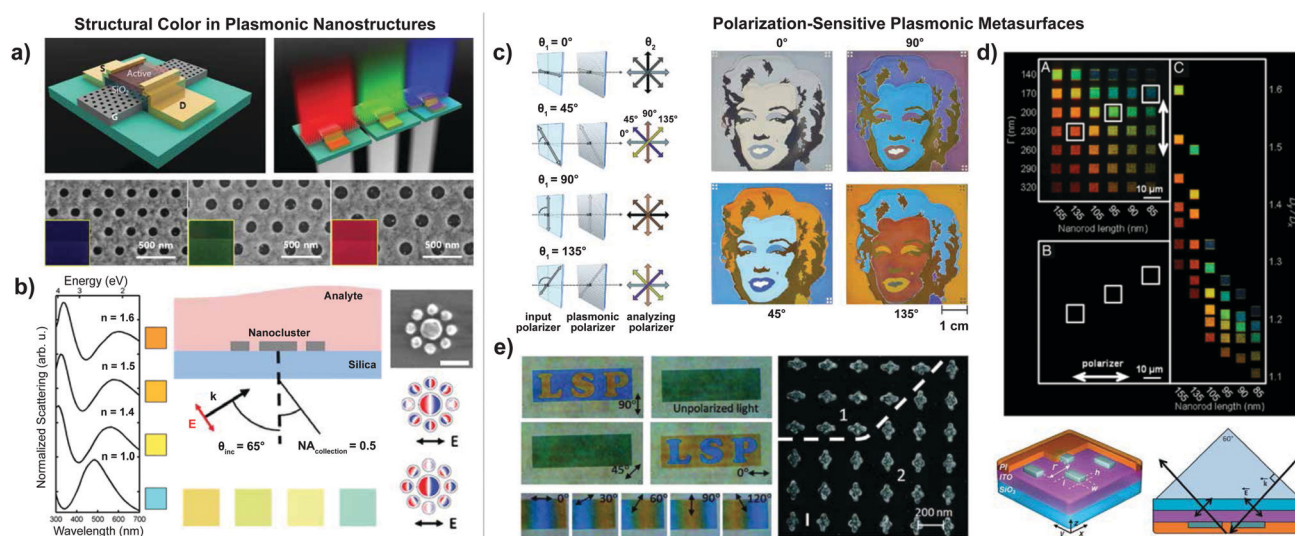 Structural Color in Plasmonic Nanostructures
Polarization-Sensitive Plasmonic Metasurfaces
a)
S
Active
SiO₂
D
G
500 nm
500 nm
500 nm
b)
Energy (eV)
4
2
n = 1.6
n = 1.5
n = 1.4
n = 1.0
Normalized Scattering (arb. u.)
300 400 500 600 700
Wavelength (nm)
Analyte
Nanocluster
Silica
k
E
θinc = 65°
NAcollection = 0.5
E
E
c)
θ₁ = 0°
θ₂
θ₁ = 45°
0°
45°
90°
135°
θ₁ = 90°
θ₁ = 135°
input polarizer
plasmonic polarizer
analyzing polarizer
0°
90°
45°
135°
1 cm
d)
A
140
170
200
230
260
290
320
Γ (nm)
10 µm
155 135 105 95 90 85
Nanorod length (nm)
B
polarizer
10 µm
C
1.6
1.5
1.4
1.3
1.2
1.1
155 135 105 95 90 85
Nanorod length (nm)
PI
ITO
SiO₂
Γ
h
w
z
y
x
60°
k
E
e)
LSP
90°
Unpolarized light
45°
LSP
0°
0°
30°
60°
90°
120°
1
2
200 nm